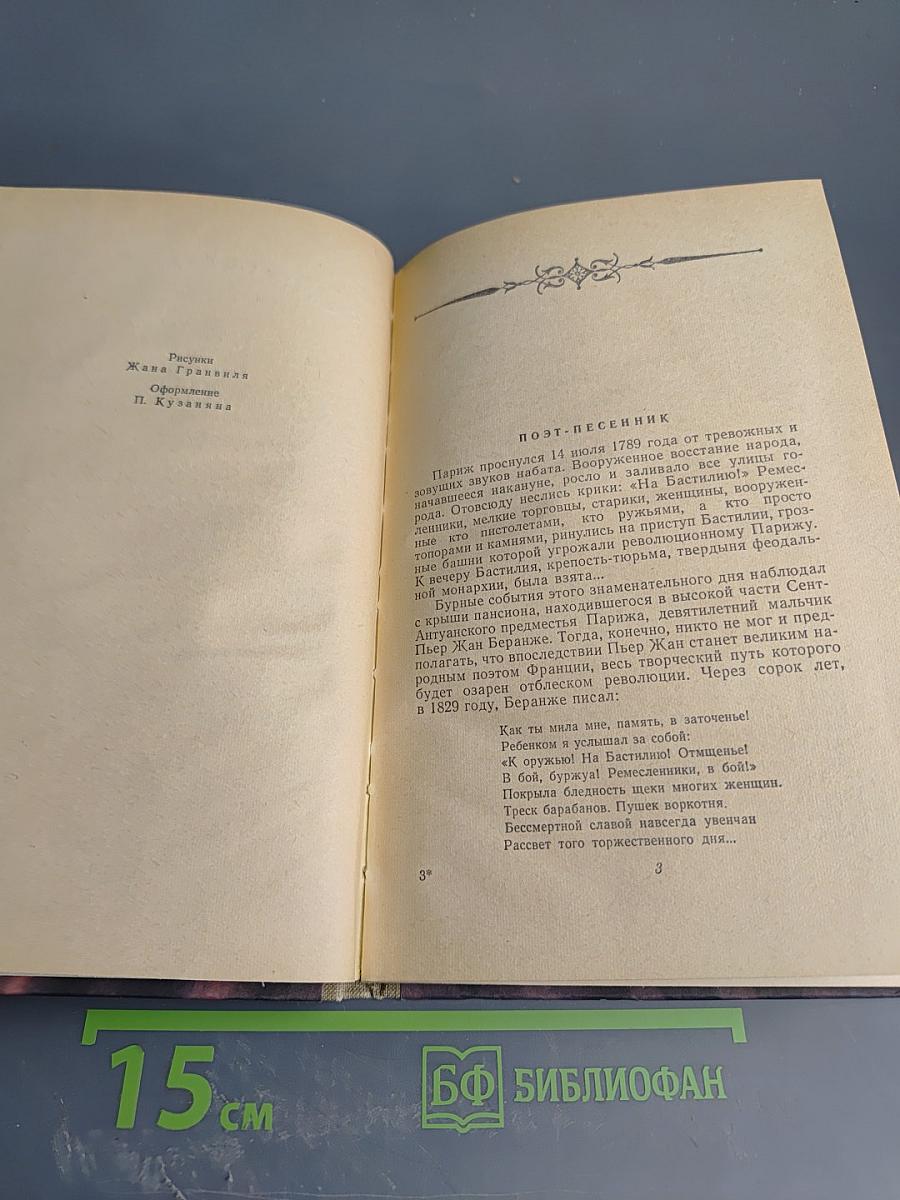 Рисунки
Жана Гранвиля
Оформление
П. Кузаняна
ПОЭТ-ПЕСЕННИК
Париж проснулся 14 июля 1789 года от тревожных и
зовущих звуков набата. Вооруженное восстание народа,
начавшееся накануне, росло и заливало все улицы го-
рода. Отовсюду неслись крики: «На Бастилию!» Ремес-
ленники, мелкие торговцы, старики, женщины, вооружен-
ные кто пистолетами, кто ружьями, а кто просто
топорами и камнями, ринулись на приступ Бастилии, гроз-
ные башни которой угрожали революционному Парижу.
К вечеру Бастилия, крепость-тюрьма, твердыня феодаль-
ной монархии, была взята...
Бурные события этого знаменательного дня наблюдал
с крыши пансиона, находившегося в высокой части Сент-
Антуанского предместья Парижа, девятилетний мальчик
Пьер Жан Беранже. Тогда, конечно, никто не мог и пред-
полагать, что впоследствии Пьер Жан станет великим на-
родным поэтом Франции, весь творческий путь которого
будет озарен отблеском революции. Через сорок лет,
в 1829 году, Беранже писал:
Как ты мила мне, память, в заточенье!
Ребенком я услышал за собой:
«К оружью! На Бастилию! Отмщенье!
В бой, буржуа! Ремесленники, в бой!»
Покрыла бледность щеки многих женщин.
Треск барабанов. Пушек воркотня.
Бессмертной славой навсегда увенчан
Рассвет того торжественного дня...
3*
3
15 см
БФ БИБЛИОФАН